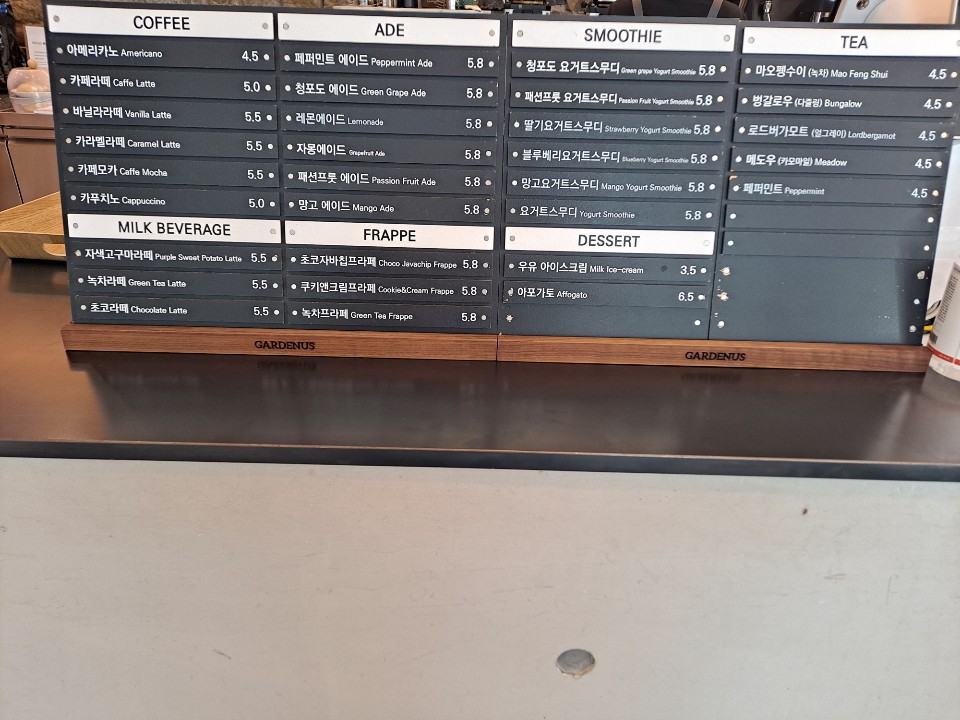 COFFEE
아메리카노 Americano 4.5
카페라떼 Caffe Latte 5.0
바닐라라떼 Vanilla Latte 5.5
카라멜라떼 Caramel Latte 5.5
카페모카 Caffe Mocha 5.5
카푸치노 Cappuccino 5.0
MILK BEVERAGE
자색고구마라떼 Purple Sweet Potato Latte 5.5
녹차라떼 Green Tea Latte 5.5
초코라떼 Chocolate Latte 5.5
ADE
페퍼민트 에이드 Peppermint Ade 5.8
청포도 에이드 Green Grape Ade 5.8
레몬에이드 Lemonade 5.8
자몽에이드 Grapefruit Ade 5.8
패션프룻 에이드 Passion Fruit Ade 5.8
망고 에이드 Mango Ade 5.8
FRAPPE
초코자바칩프라페 Choco Javachip Frappe 5.8
쿠키앤크림프라페 Cookie&Cream Frappe 5.8
녹차프라페 Green Tea Frappe 5.8
SMOOTHIE
청포도 요거트스무디 Green grape Yogurt Smoothie 5.8
패션프룻 요거트스무디 Passion Fruit Yogurt Smoothie 5.8
딸기요거트스무디 Strawberry Yogurt Smoothie 5.8
블루베리요거트스무디 Blueberry Yogurt Smoothie 5.8
망고요거트스무디 Mango Yogurt Smoothie 5.8
요거트스무디 Yogurt Smoothie 5.8
DESSERT
우유 아이스크림 Milk Ice-cream 3.5
아포가토 Affogato 6.5
TEA
마오펭수이 (녹차) Mao Feng Shui 4.5
벙갈로우 (다즐링) Bungalow 4.5
로드버가모트 (얼그레이) Lordbergamot 4.5
메도우 (카모마일) Meadow 4.5
페퍼민트 Peppermint 4.5
GARDENUS
GARDENUS